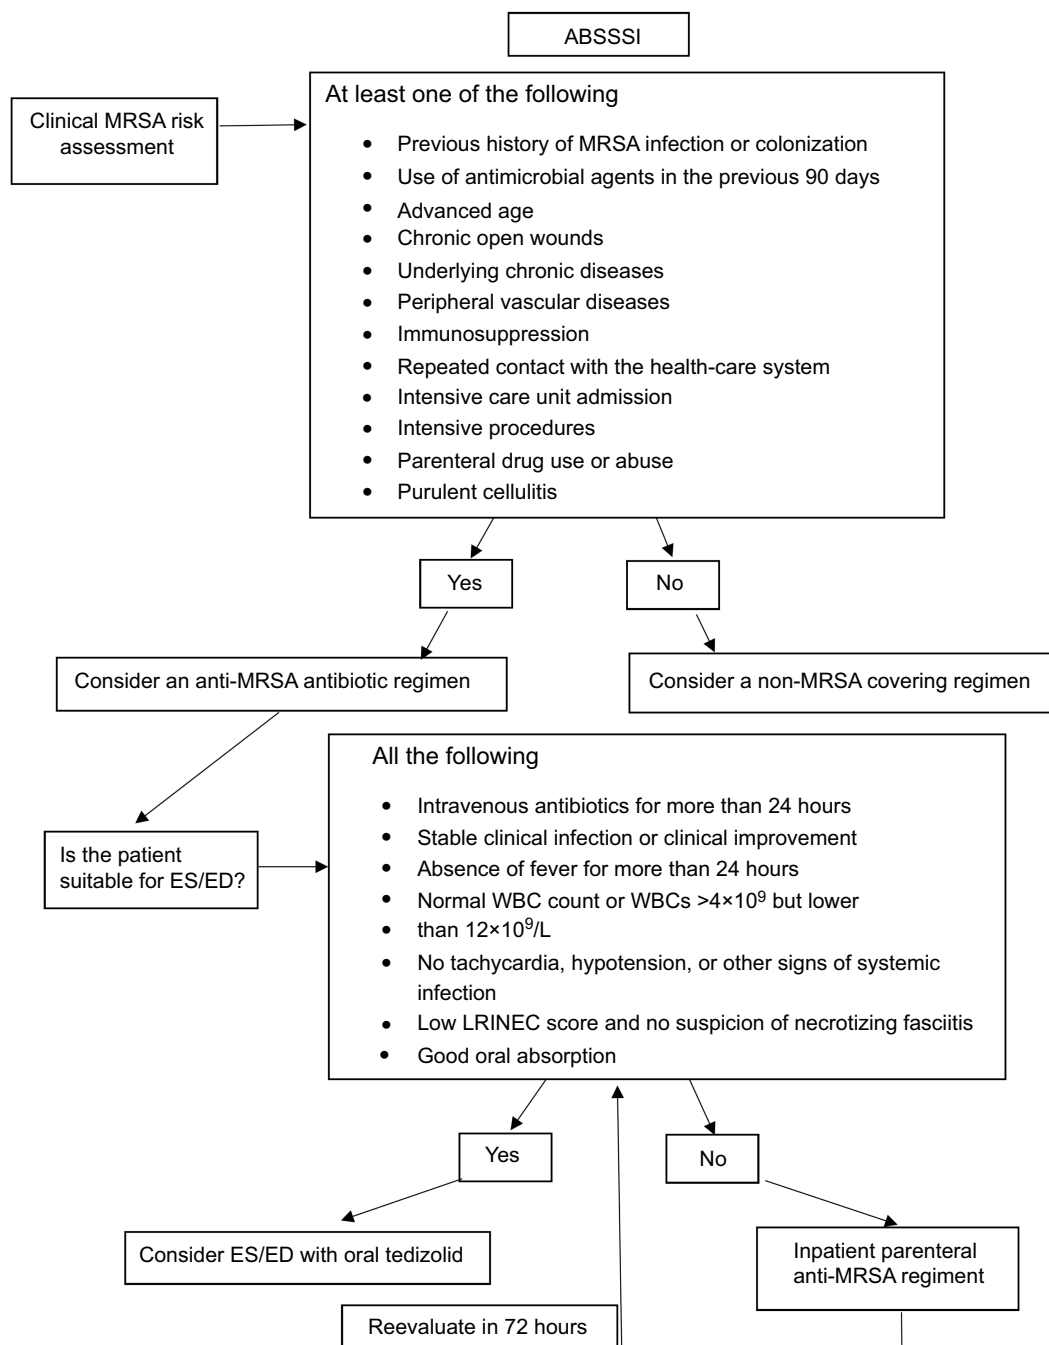 ABSSSI
Clinical MRSA risk
assessment
At least one of the following
• Previous history of MRSA infection or colonization
• Use of antimicrobial agents in the previous 90 days
• Advanced age
• Chronic open wounds
• Underlying chronic diseases
• Peripheral vascular diseases
• Immunosuppression
• Repeated contact with the health-care system
• Intensive care unit admission
• Intensive procedures
• Parenteral drug use or abuse
• Purulent cellulitis
Yes
No
Consider an anti-MRSA antibiotic regimen
Consider a non-MRSA covering regimen
Is the patient
suitable for ES/ED?
All the following
• Intravenous antibiotics for more than 24 hours
• Stable clinical infection or clinical improvement
• Absence of fever for more than 24 hours
• Normal WBC count or WBCs >4×10⁹ but lower
• than 12×10⁹/L
• No tachycardia, hypotension, or other signs of systemic
infection
• Low LRINEC score and no suspicion of necrotizing fasciitis
• Good oral absorption
Yes
No
Consider ES/ED with oral tedizolid
Inpatient parenteral
anti-MRSA regiment
Reevaluate in 72 hours